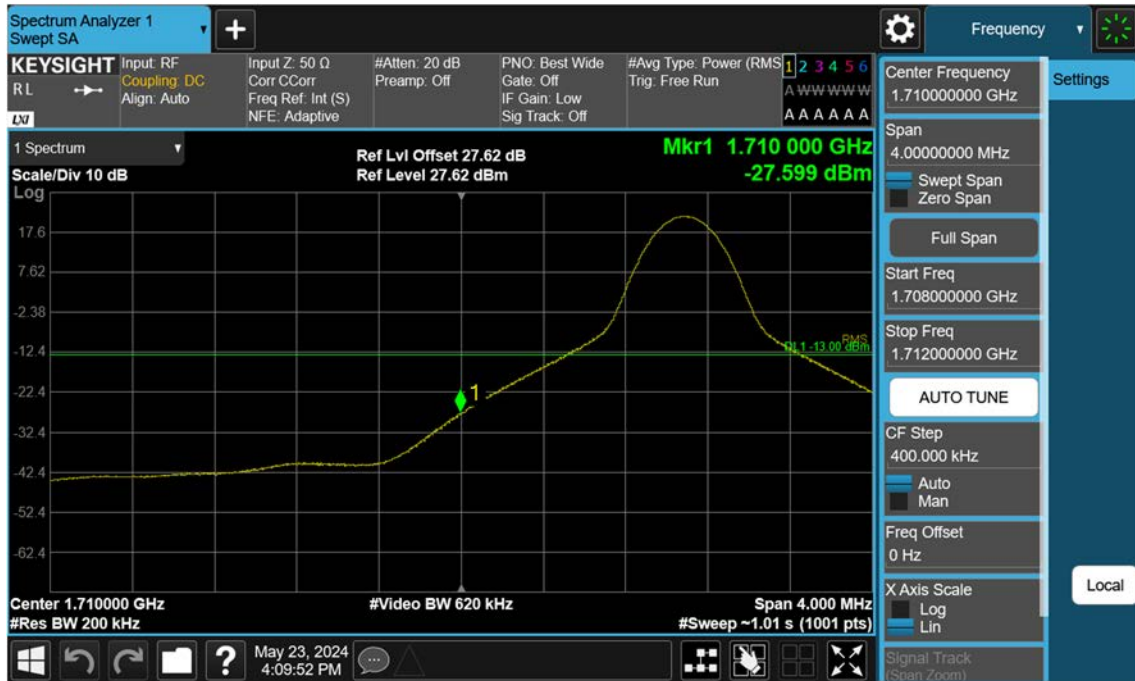 Spectrum Analyzer 1
Swept SA
Frequency
KEYSIGHT
R L
LXI
Input: RF
Coupling: DC
Align: Auto
Input Z: 50 Ω
Corr CCorr
Freq Ref: Int (S)
NFE: Adaptive
#Atten: 20 dB
Preamp: Off
PNO: Best Wide
Gate: Off
IF Gain: Low
Sig Track: Off
#Avg Type: Power (RMS
Trig: Free Run
1 2 3 4 5 6
A W W W W W
A A A A A A
1 Spectrum
Scale/Div 10 dB
Ref Lvl Offset 27.62 dB
Ref Level 27.62 dBm
Mkr1 1.710 000 GHz
-27.599 dBm
Log
17.6
7.62
-2.38
-12.4
-22.4
-32.4
-42.4
-52.4
-62.4
RMS
DL1 -13.00 dBm
1
Center 1.710000 GHz
#Res BW 200 kHz
#Video BW 620 kHz
Span 4.000 MHz
#Sweep ~1.01 s (1001 pts)
Center Frequency
1.710000000 GHz
Span
4.00000000 MHz
Swept Span
Zero Span
Full Span
Start Freq
1.708000000 GHz
Stop Freq
1.712000000 GHz
AUTO TUNE
CF Step
400.000 kHz
Auto
Man
Freq Offset
0 Hz
X Axis Scale
Log
Lin
Signal Track
(Span Zoom)
Settings
Local
?
May 23, 2024
4:09:52 PM